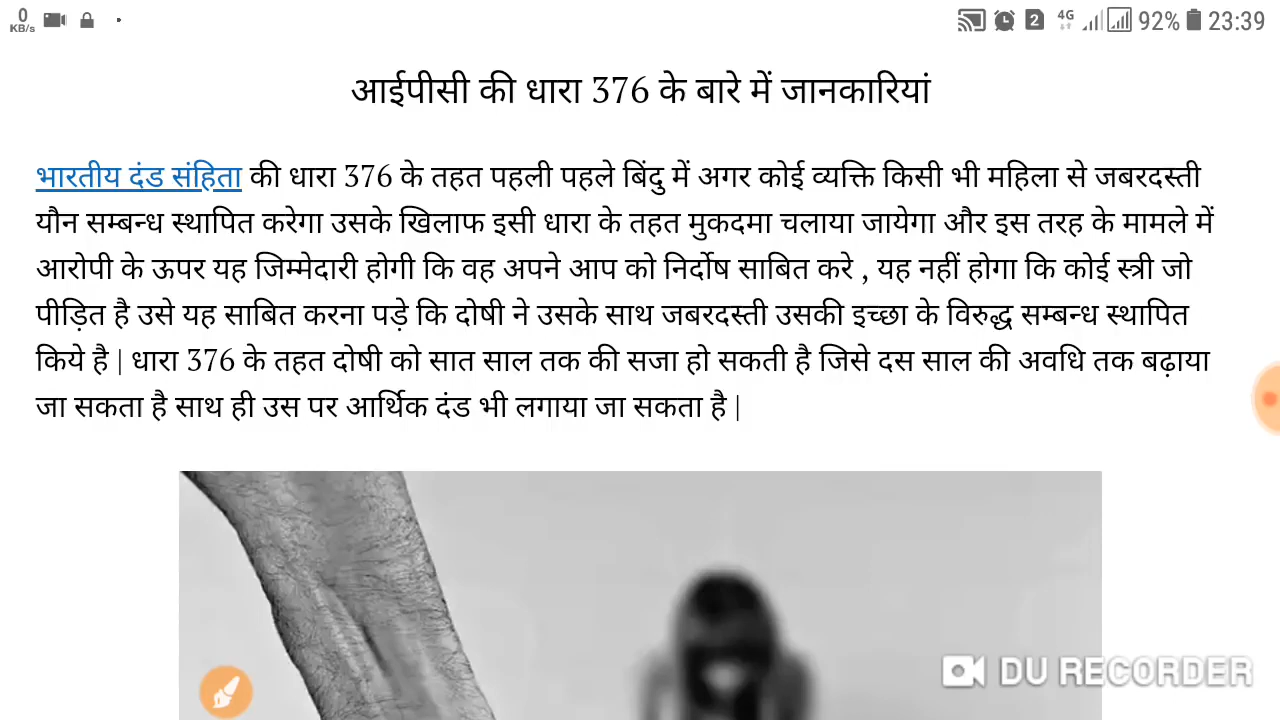 0
KB/s
2 4G 92% 23:39
आईपीसी की धारा 376 के बारे में जानकारियां
भारतीय दंड संहिता की धारा 376 के तहत पहली पहले बिंदु में अगर कोई व्यक्ति किसी भी महिला से जबरदस्ती
यौन सम्बन्ध स्थापित करेगा उसके खिलाफ इसी धारा के तहत मुकदमा चलाया जायेगा और इस तरह के मामले में
आरोपी के ऊपर यह जिम्मेदारी होगी कि वह अपने आप को निर्दोष साबित करे , यह नहीं होगा कि कोई स्त्री जो
पीड़ित है उसे यह साबित करना पड़े कि दोषी ने उसके साथ जबरदस्ती उसकी इच्छा के विरुद्ध सम्बन्ध स्थापित
किये है | धारा 376 के तहत दोषी को सात साल तक की सजा हो सकती है जिसे दस साल की अवधि तक बढ़ाया
जा सकता है साथ ही उस पर आर्थिक दंड भी लगाया जा सकता है |
DU RECORDER